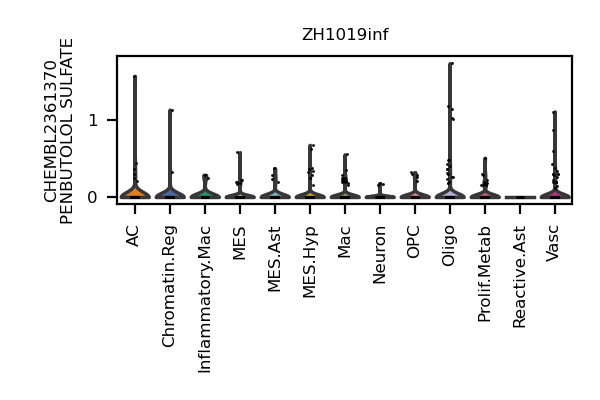 ZH1019inf
CHEMBL2361370
PENBUTOLOL SULFATE
1
0
AC
Chromatin.Reg
Inflammatory.Mac
MES
MES.Ast
MES.Hyp
Mac
Neuron
OPC
Oligo
Prolif.Metab
Reactive.Ast
Vasc